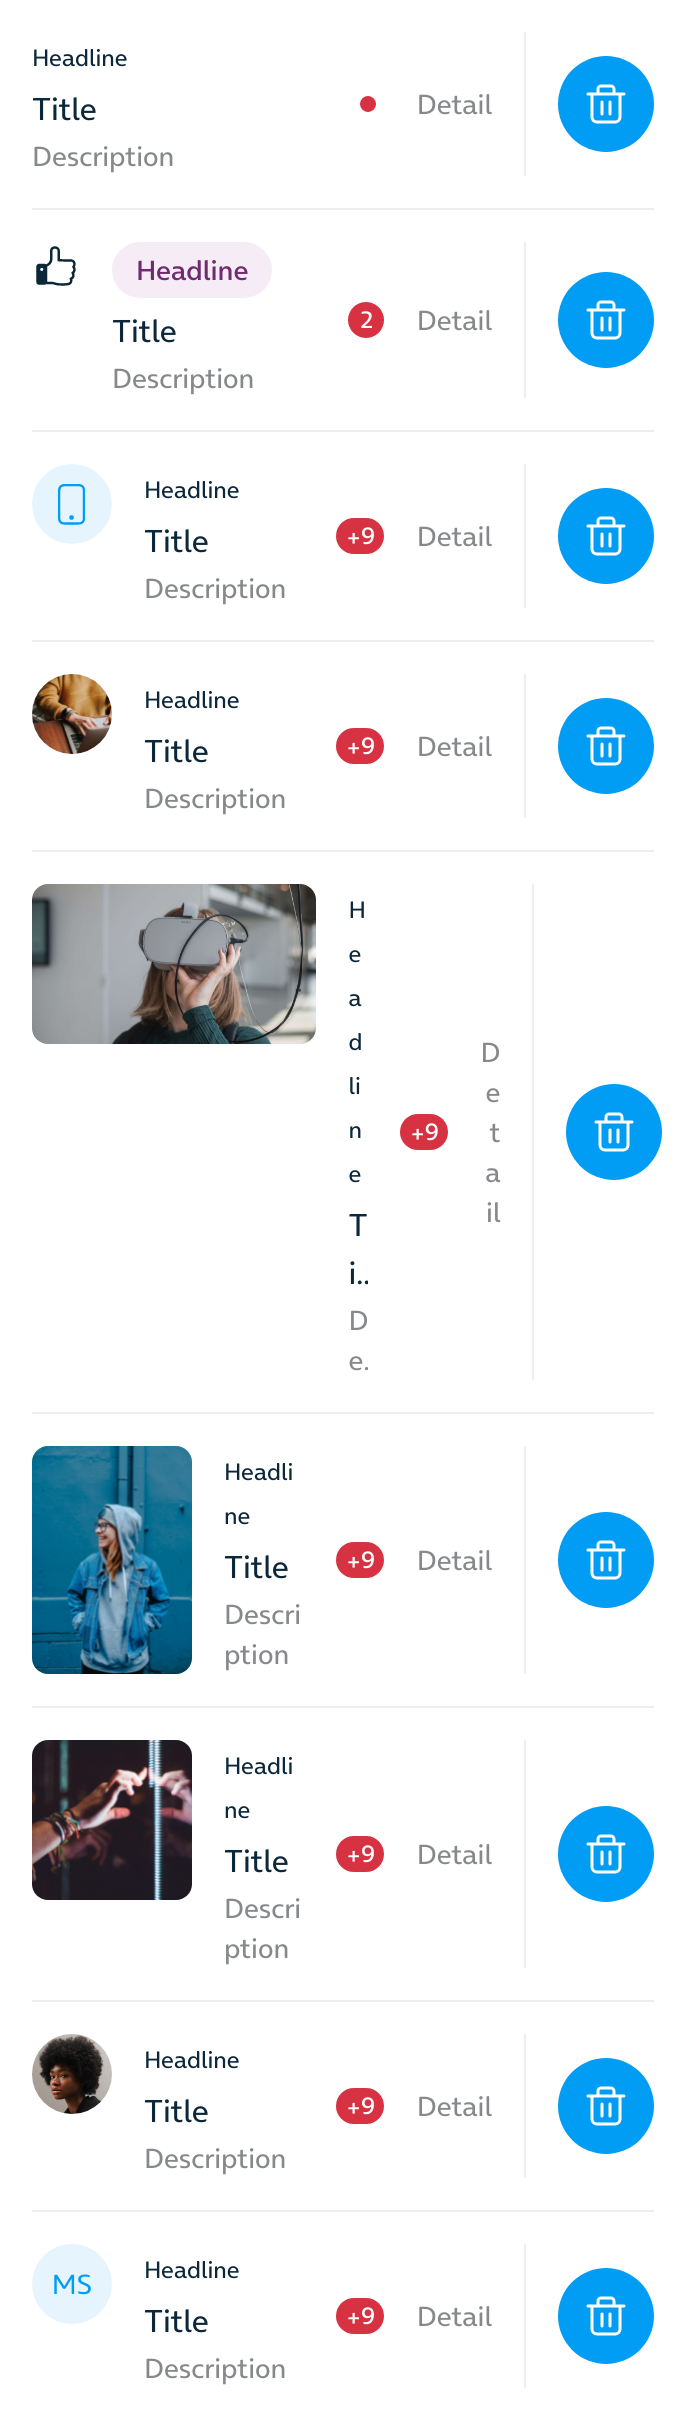 Headline
Title
Detail
Description
Headline
Title
2
Detail
Description
Headline
Title
+9
Detail
Description
Headline
Title
+9
Detail
Description
H
e
a
d
li
n
e
T
i..
D
e.
+9
D
e
t
a
il
Headli
ne
Title
Descri
ption
+9
Detail
Headli
ne
Title
Descri
ption
+9
Detail
Headline
Title
+9
Detail
Description
MS
Headline
Title
+9
Detail
Description